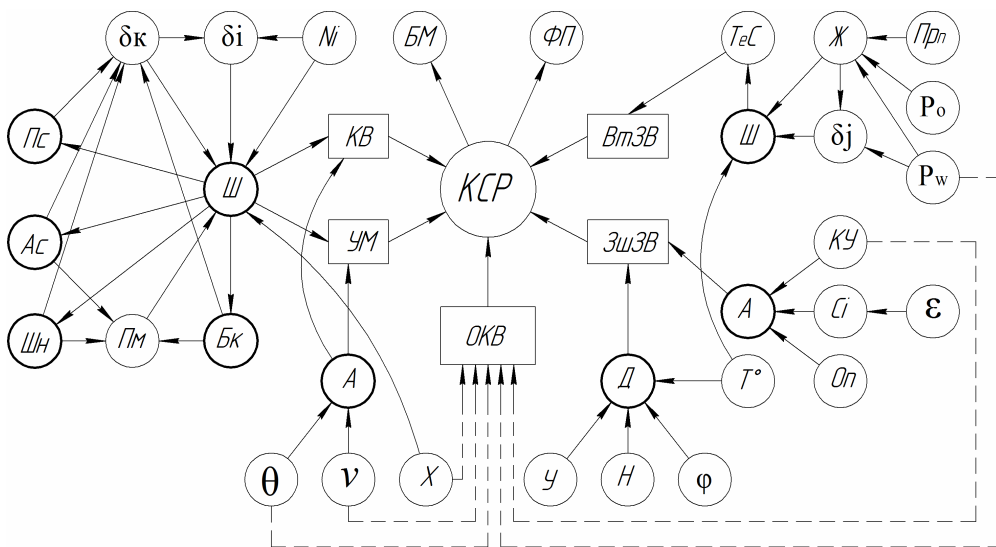 δк δi Ni БМ ФП ТеС Ж Прп
Ро
Пс КВ ВтЗВ Ш δj
Рw
Ш КСР
Ас УМ ЗшЗВ КУ
А Сi ε
Шн Пм Бк ОКВ
А Д Т° Оп
θ ν Х У Н φ